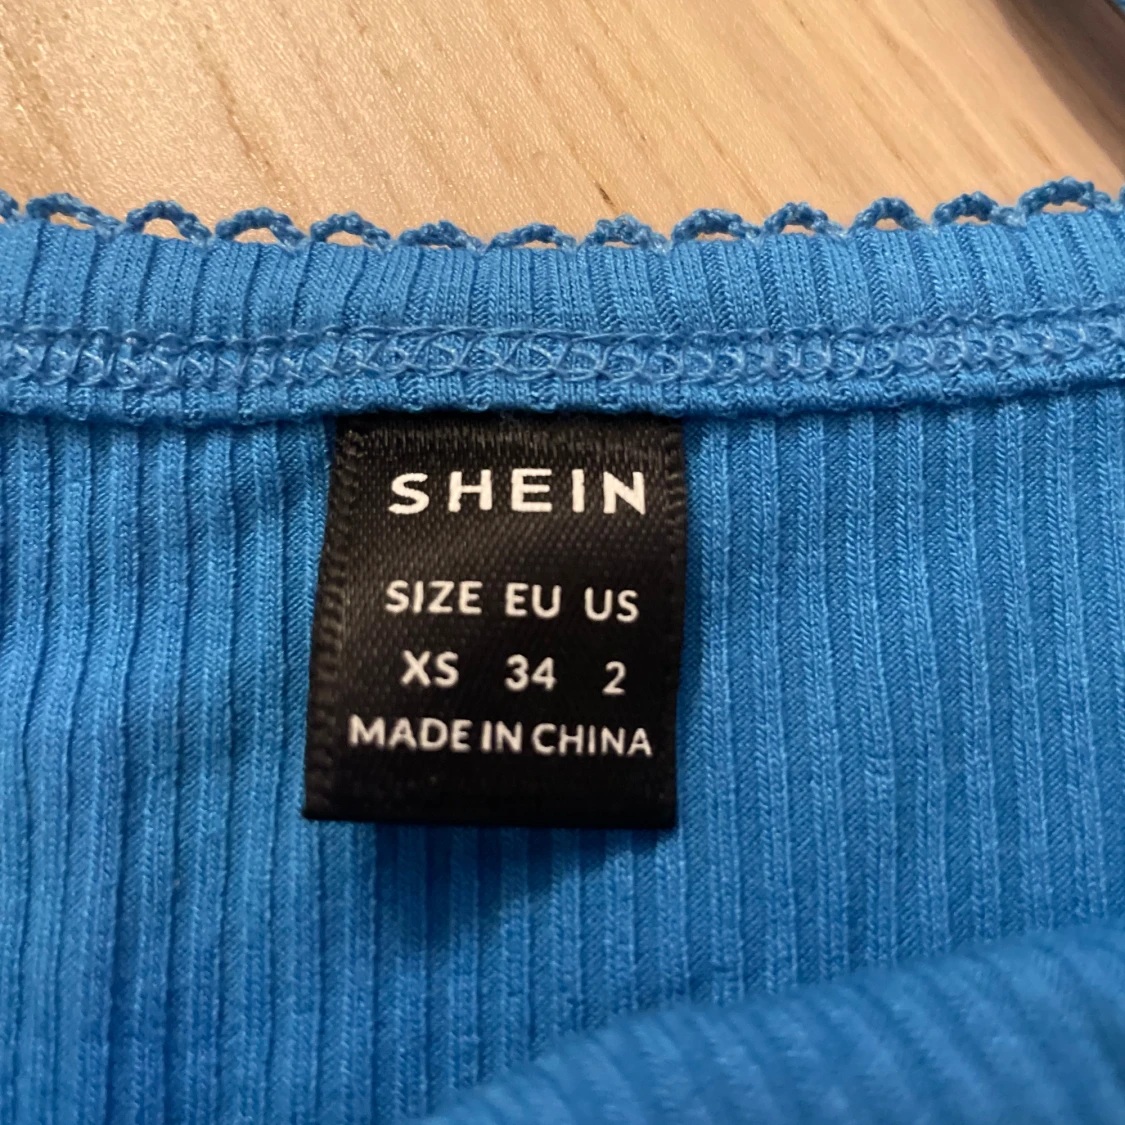 SHEIN
SIZE EU US
XS 34 2
MADE IN CHINA